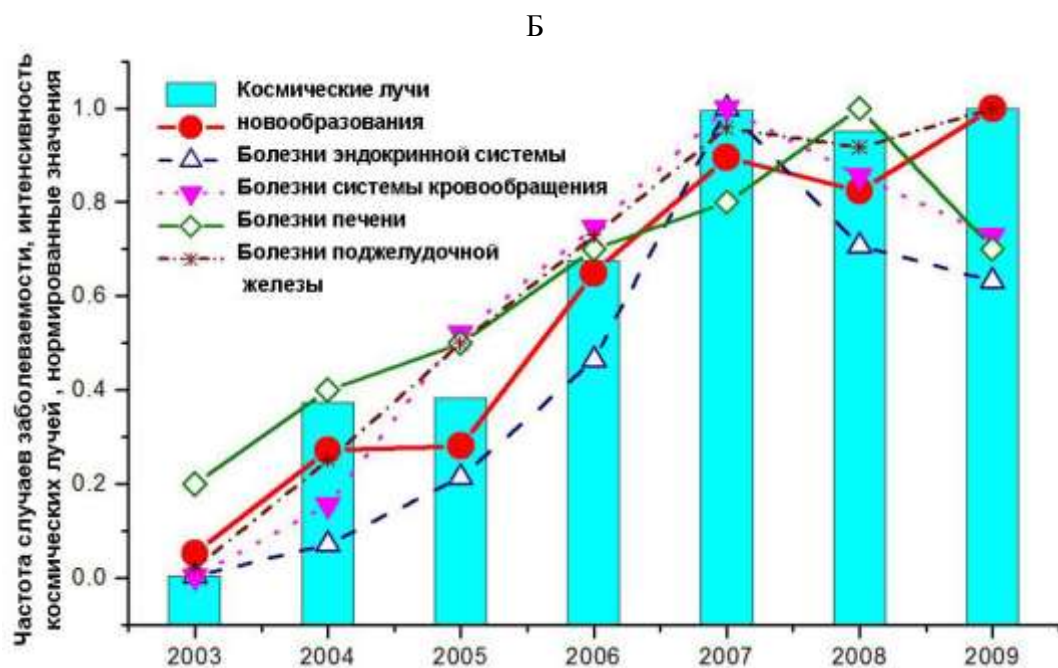 Б
Частота случаев заболеваемости, интенсивность
космических лучей , нормированные значения
1.0
0.8
0.6
0.4
0.2
0.0
Космические лучи
новообразования
Болезни эндокринной системы
Болезни системы кровообращения
Болезни печени
Болезни поджелудочной
железы
2003 2004 2005 2006 2007 2008 2009